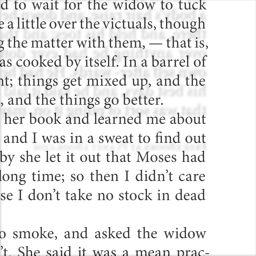 d to wait for the widow to tuck
e a little over the victuals, though
g the matter with them, — that is,
as cooked by itself. In a barrel of
nt; things get mixed up, and the
, and the things go better.
her book and learned me about
and I was in a sweat to find out
by she let it out that Moses had
long time; so then I didn’t care
se I don’t take no stock in dead
o smoke, and asked the widow
’t. She said it was a mean prac-